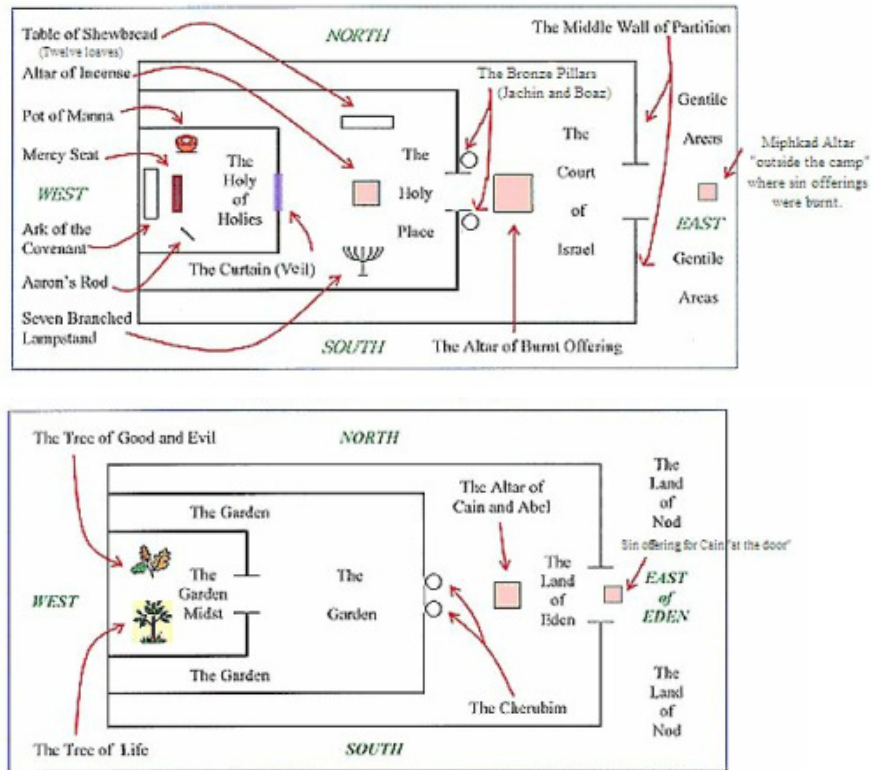 Table of Shewbread
(Twelve loaves)
Altar of Incense
Pot of Manna
Mercy Seat
WEST
Ark of the
Covenant
Aaron's Rod
Seven Branched
Lampstand
NORTH
The
Holy
of
Holies
The Curtain (Veil)
The
Holy
Place
The Bronze Pillars
(Jachin and Boaz)
The
Court
of
Israel
The Middle Wall of Partition
Gentile
Areas
Miphkad Altar
"outside the camp"
where sin offerings
were burnt.
EAST
Gentile
Areas
SOUTH
The Altar of Burnt Offering
The Tree of Good and Evil
NORTH
The Garden
WEST
The
Garden
Midst
The
Garden
The Garden
The Altar of
Cain and Abel
The
Land
of
Eden
The
Land
of
Nod
Sin offering for Cain "at the door"
EAST
of
EDEN
The
Land
of
Nod
The Cherubim
The Tree of Life
SOUTH